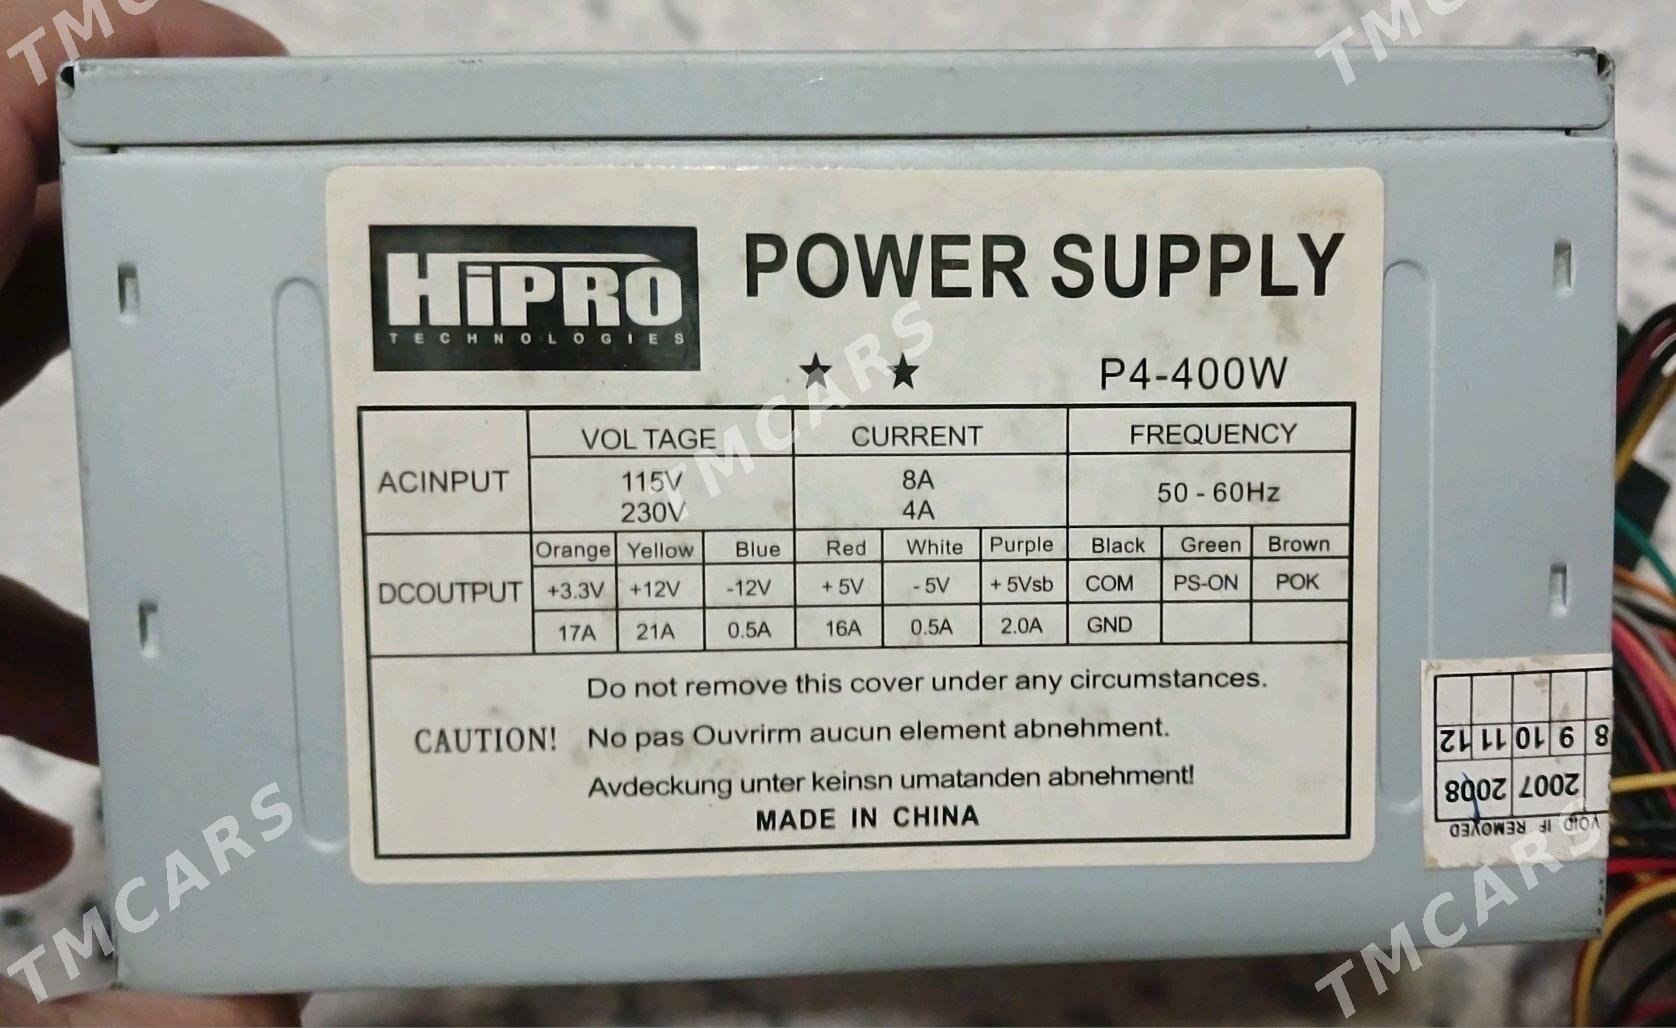 HiPRO
TECHNOLOGIES
POWER SUPPLY
★ ★ P4-400W
VOLTAGE CURRENT FREQUENCY
ACINPUT 115V 8A 50 - 60Hz
230V 4A
Orange Yellow Blue Red White Purple Black Green Brown
DCOUTPUT +3.3V +12V -12V +5V -5V +5Vsb COM PS-ON POK
17A 21A 0.5A 16A 0.5A 2.0A GND
Do not remove this cover under any circumstances.
CAUTION! No pas Ouvrirm aucun element abnehment.
Avdeckung unter keinsn umatanden abnehment!
MADE IN CHINA
VOID IF REMOVED
2007 2008
8 9 10 11 12
TMCARS
TMCARS
TMCARS
TMCARS
TMCARS